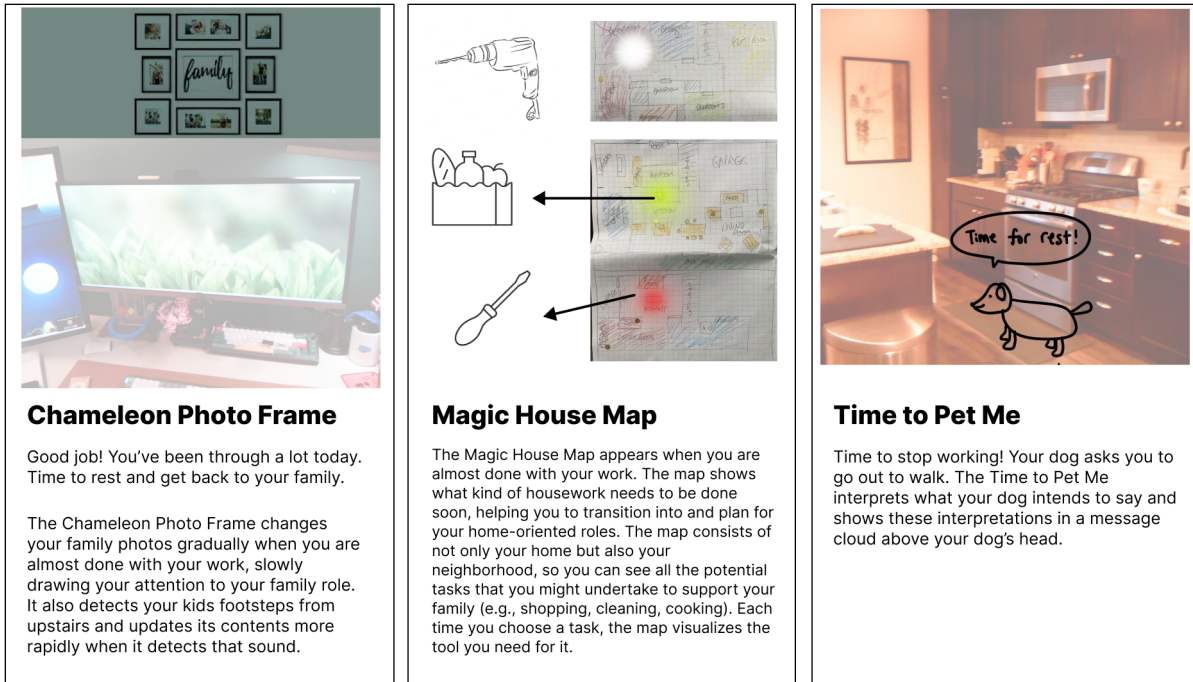 family
Chameleon Photo Frame
Good job! You've been through a lot today.
Time to rest and get back to your family.
The Chameleon Photo Frame changes
your family photos gradually when you are
almost done with your work, slowly
drawing your attention to your family role.
It also detects your kids footsteps from
upstairs and updates its contents more
rapidly when it detects that sound.
GARAGE
LIVING
ROOM
Magic House Map
The Magic House Map appears when you are
almost done with your work. The map shows
what kind of housework needs to be done
soon, helping you to transition into and plan for
your home-oriented roles. The map consists of
not only your home but also your
neighborhood, so you can see all the potential
tasks that you might undertake to support your
family (e.g., shopping, cleaning, cooking). Each
time you choose a task, the map visualizes the
tool you need for it.
Time for rest!
Time to Pet Me
Time to stop working! Your dog asks you to
go out to walk. The Time to Pet Me
interprets what your dog intends to say and
shows these interpretations in a message
cloud above your dog's head.